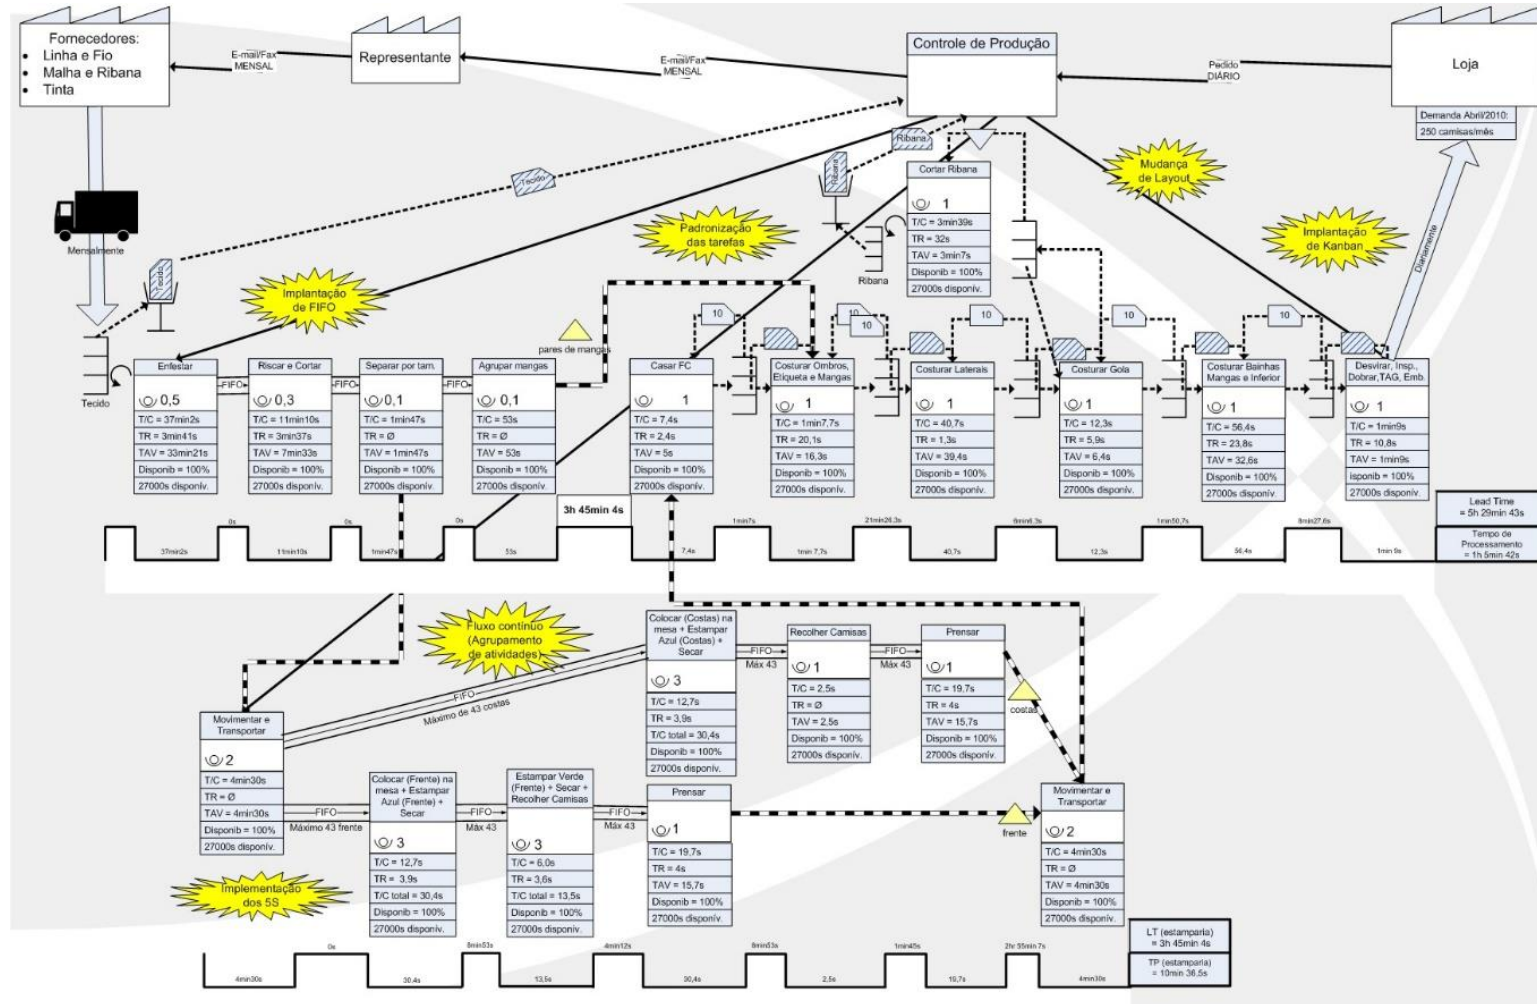 Fornecedores:
• Linha e Fio
• Malha e Ribana
• Tinta
E-mail/Fax
MENSAL
Representante
E-mail/Fax
MENSAL
Controle de Produção
Pedido
DIÁRIO
Loja
Demanda Abril/2010:
250 camisas/mês
Mensalmente
Tecido
Tecido
Tecido
Ribana
Ribana
Ribana
Diariamente
Implantação
de FIFO
Padronização
das tarefas
Mudança
de Layout
Implantação
de Kanban
Cortar Ribana
1
T/C = 3min39s
TR = 32s
TAV = 3min7s
Disponib = 100%
27000s disponív.
pares de mangas
10
10
10
10
10
Enfestar
0,5
T/C = 37min2s
TR = 3min41s
TAV = 33min21s
Disponib = 100%
27000s disponív.
FIFO
Riscar e Cortar
0,3
T/C = 11min10s
TR = 3min37s
TAV = 7min33s
Disponib = 100%
27000s disponív.
FIFO
Separar por tam.
0,1
T/C = 1min47s
TR = Ø
TAV = 1min47s
Disponib = 100%
27000s disponív.
FIFO
Agrupar mangas
0,1
T/C = 53s
TR = Ø
TAV = 53s
Disponib = 100%
27000s disponív.
Casar FC
1
T/C = 7,4s
TR = 2,4s
TAV = 5s
Disponib = 100%
27000s disponív.
Costurar Ombros,
Etiqueta e Mangas
1
T/C = 1min7,7s
TR = 20,1s
TAV = 16,3s
Disponib = 100%
27000s disponív.
Costurar Laterais
1
T/C = 40,7s
TR = 1,3s
TAV = 39,4s
Disponib = 100%
27000s disponív.
Costurar Gola
1
T/C = 12,3s
TR = 5,9s
TAV = 6,4s
Disponib = 100%
27000s disponív.
Costurar Bainhas
Mangas e Inferior
1
T/C = 56,4s
TR = 23,8s
TAV = 32,6s
Disponib = 100%
27000s disponív.
Desvirar, Insp.,
Dobrar,TAG, Emb.
1
T/C = 1min9s
TR = 10,8s
TAV = 1min9s
isponib = 100%
27000s disponív.
3h 45min 4s
0s
0s
0s
1min7s
21min26,3s
6min6,3s
1min50,7s
8min27,6s
37min2s
11min10s
1min47s
53s
7,4s
1min 7,7s
40,7s
12,3s
56,4s
1min 9s
Lead Time
= 5h 29min 43s
Tempo de
Processamento
= 1h 5min 42s
Fluxo contínuo
(Agrupamento
de atividades)
Colocar (Costas) na
mesa + Estampar
Azul (Costas) +
Secar
3
T/C = 12,7s
TR = 3,9s
T/C total = 30,4s
Disponib = 100%
27000s disponív.
FIFO
Máx 43
Recolher Camisas
1
T/C = 2,5s
TR = Ø
TAV = 2,5s
Disponib = 100%
27000s disponív.
FIFO
Máx 43
Prensar
1
T/C = 19,7s
TR = 4s
TAV = 15,7s
Disponib = 100%
27000s disponív.
costas
FIFO
Máximo de 43 costas
Movimentar e
Transportar
2
T/C = 4min30s
TR = Ø
TAV = 4min30s
Disponib = 100%
27000s disponív.
FIFO
Máximo 43 frente
Colocar (Frente) na
mesa + Estampar
Azul (Frente) +
Secar
3
T/C = 12,7s
TR = 3,9s
T/C total = 30,4s
Disponib = 100%
27000s disponív.
FIFO
Máx 43
Estampar Verde
(Frente) + Secar +
Recolher Camisas
3
T/C = 6,0s
TR = 3,6s
T/C total = 13,5s
Disponib = 100%
27000s disponív.
FIFO
Máx 43
Prensar
1
T/C = 19,7s
TR = 4s
TAV = 15,7s
Disponib = 100%
27000s disponív.
frente
Movimentar e
Transportar
2
T/C = 4min30s
TR = Ø
TAV = 4min30s
Disponib = 100%
27000s disponív.
Implementação
dos 5S
0s
8min53s
4min12s
8min53s
1min45s
2hr 55min 7s
4min30s
30,4s
13,5s
30,4s
2,5s
19,7s
4min30s
LT (estamparia)
= 3h 45min 4s
TP (estamparia)
= 10min 36,5s